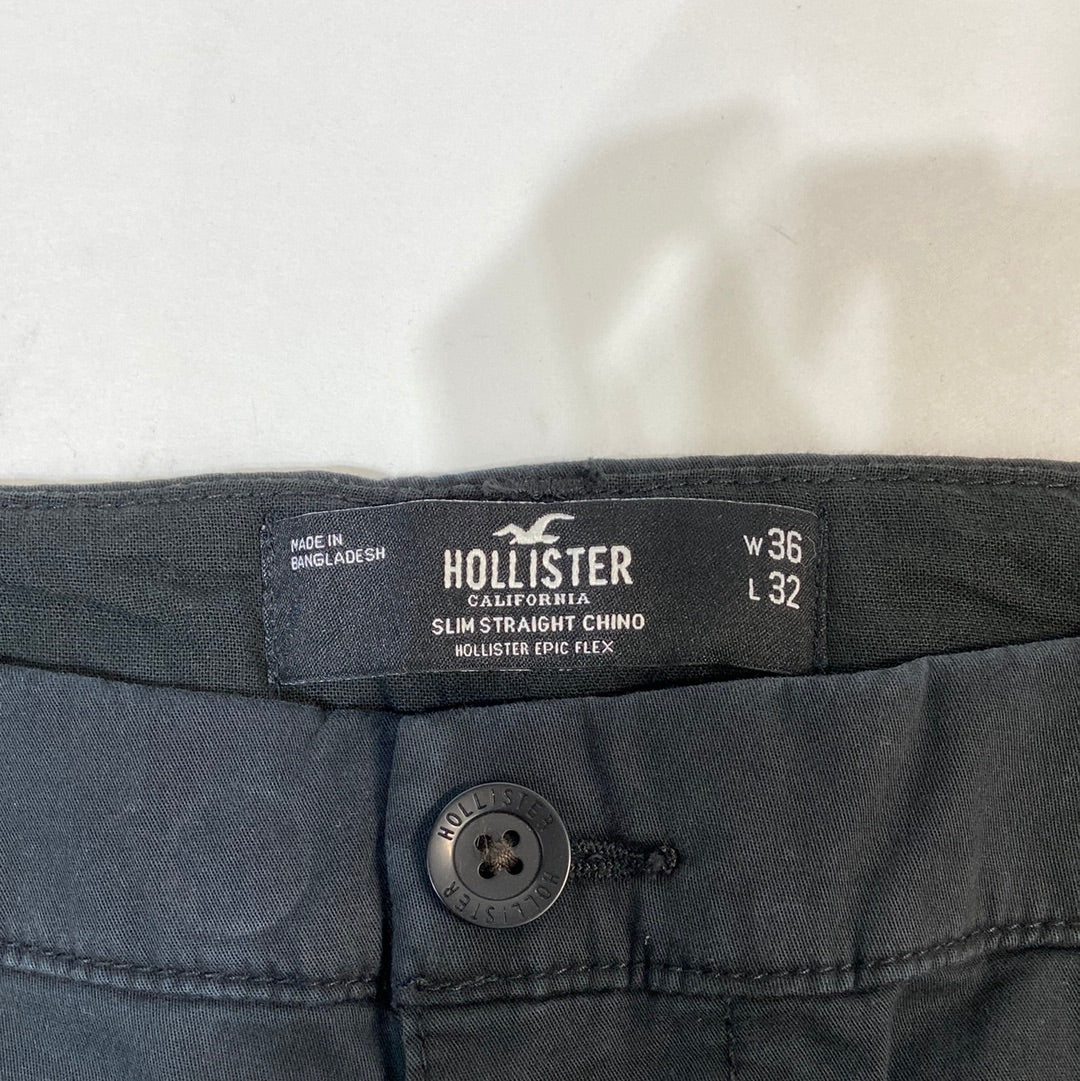 MADE IN
BANGLADESH
HOLLISTER
CALIFORNIA
SLIM STRAIGHT CHINO
HOLLISTER EPIC FLEX
W 36
L 32
HOLLISTER
HOLLISTER